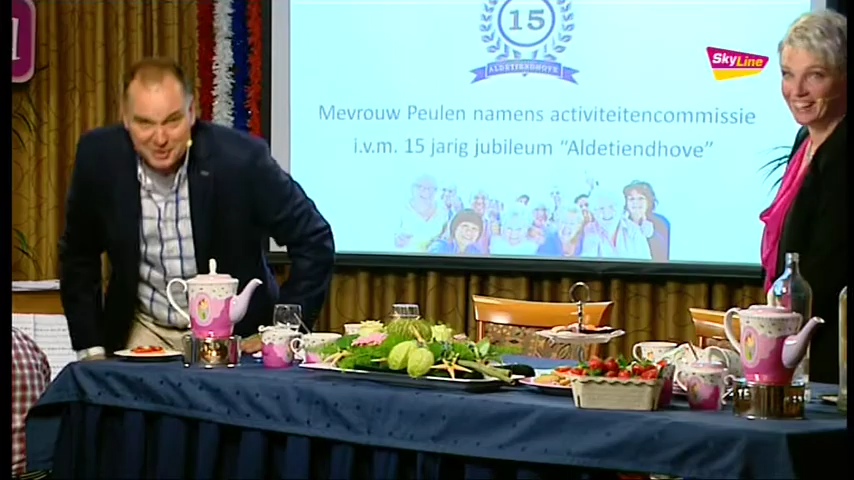 15
ALDETIENDHOVE
SkyLine
Mevrouw Peulen namens activiteitencommissie
i.v.m. 15 jarig jubileum “Aldetiendhove”